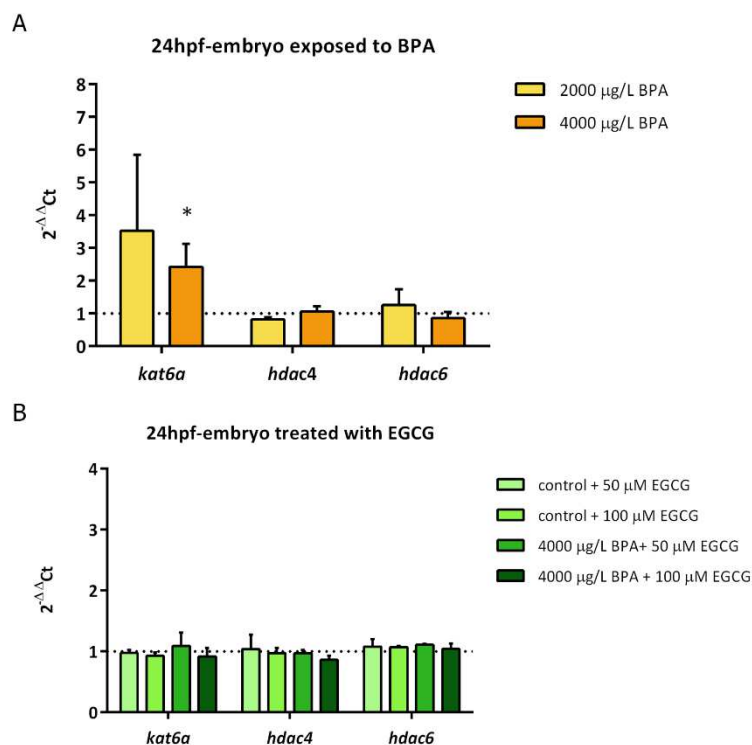 A
24hpf-embryo exposed to BPA
8
7
6
5
4
3
2
1
0
2^-Δ ΔCt
*
kat6a hdac4 hdac6
2000 μg/L BPA
4000 μg/L BPA
B
24hpf-embryo treated with EGCG
4
3
2
1
0
2^-Δ ΔCt
kat6a hdac4 hdac6
control + 50 μM EGCG
control + 100 μM EGCG
4000 μg/L BPA+ 50 μM EGCG
4000 μg/L BPA + 100 μM EGCG